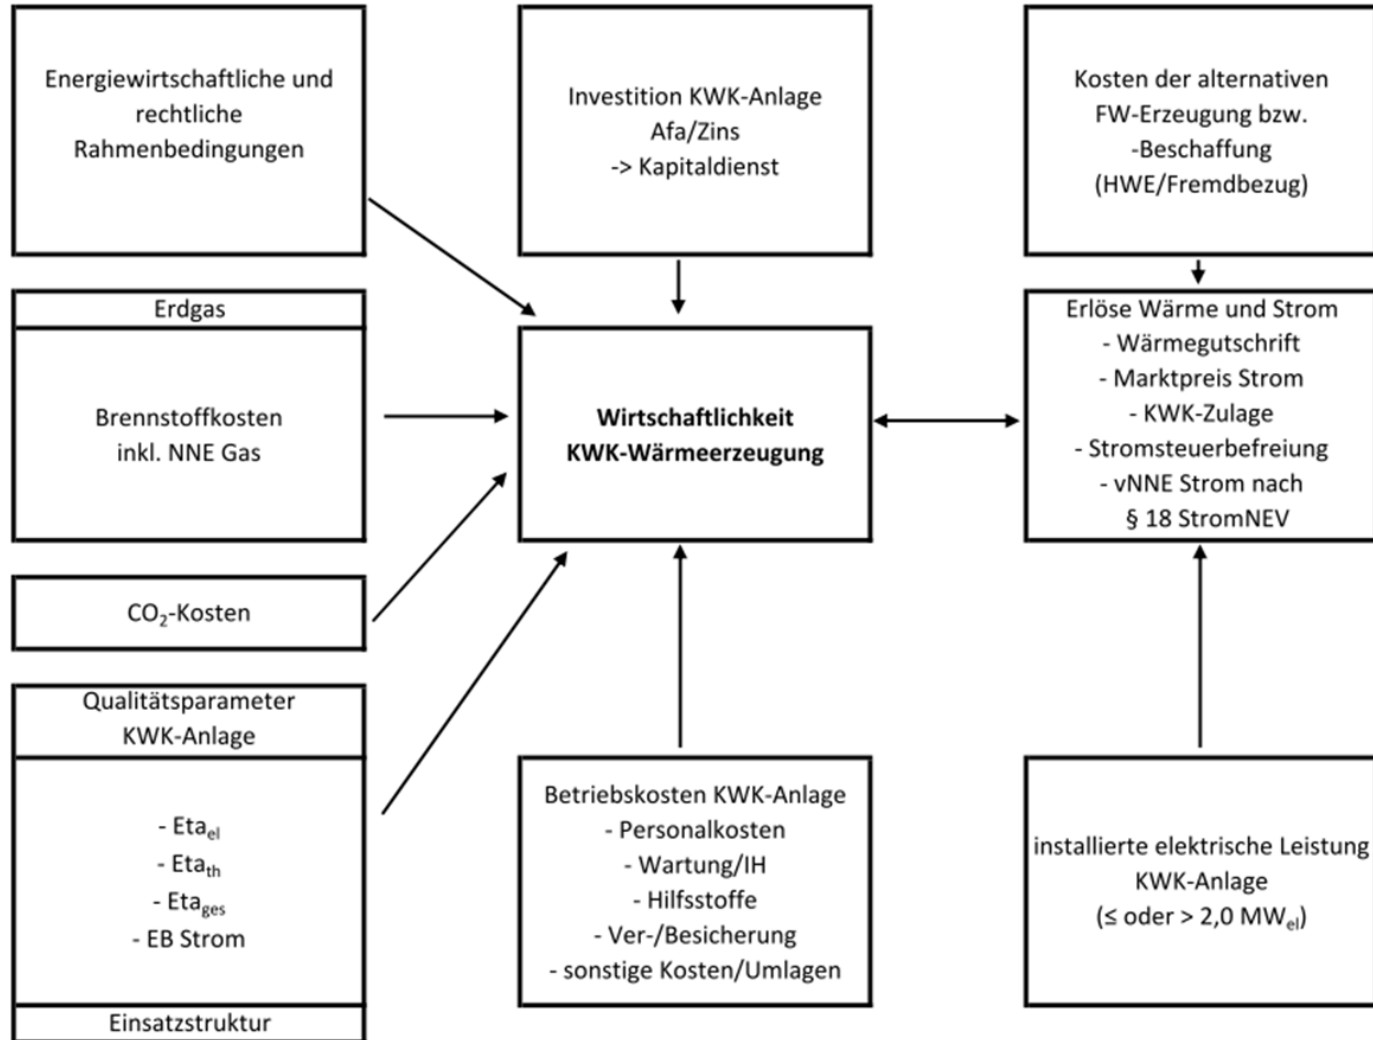 Energiewirtschaftliche und
rechtliche
Rahmenbedingungen
Investition KWK-Anlage
Afa/Zins
-> Kapitaldienst
Kosten der alternativen
FW-Erzeugung bzw.
-Beschaffung
(HWE/Fremdbezug)
Erdgas
Brennstoffkosten
inkl. NNE Gas
Wirtschaftlichkeit
KWK-Wärmeerzeugung
Erlöse Wärme und Strom
- Wärmegutschrift
- Marktpreis Strom
- KWK-Zulage
- Stromsteuerbefreiung
- vNNE Strom nach
§ 18 StromNEV
CO₂-Kosten
Qualitätsparameter
KWK-Anlage
- Etael
- Etath
- Etages
- EB Strom
Einsatzstruktur
Betriebskosten KWK-Anlage
- Personalkosten
- Wartung/IH
- Hilfsstoffe
- Ver-/Besicherung
- sonstige Kosten/Umlagen
installierte elektrische Leistung
KWK-Anlage
(≤ oder > 2,0 MWel)